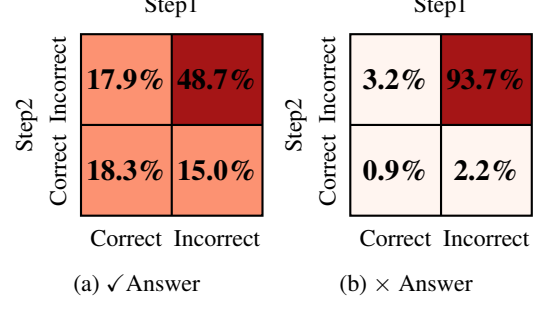 Step1
Step1
Step2
Incorrect
Correct
17.9%
48.7%
18.3%
15.0%
Correct Incorrect
(a) ✓Answer
Step2
Incorrect
Correct
3.2%
93.7%
0.9%
2.2%
Correct Incorrect
(b) × Answer